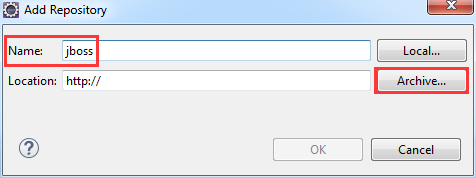 Add Repository
Name: jboss Local...
Location: http:// Archive...
? OK Cancel